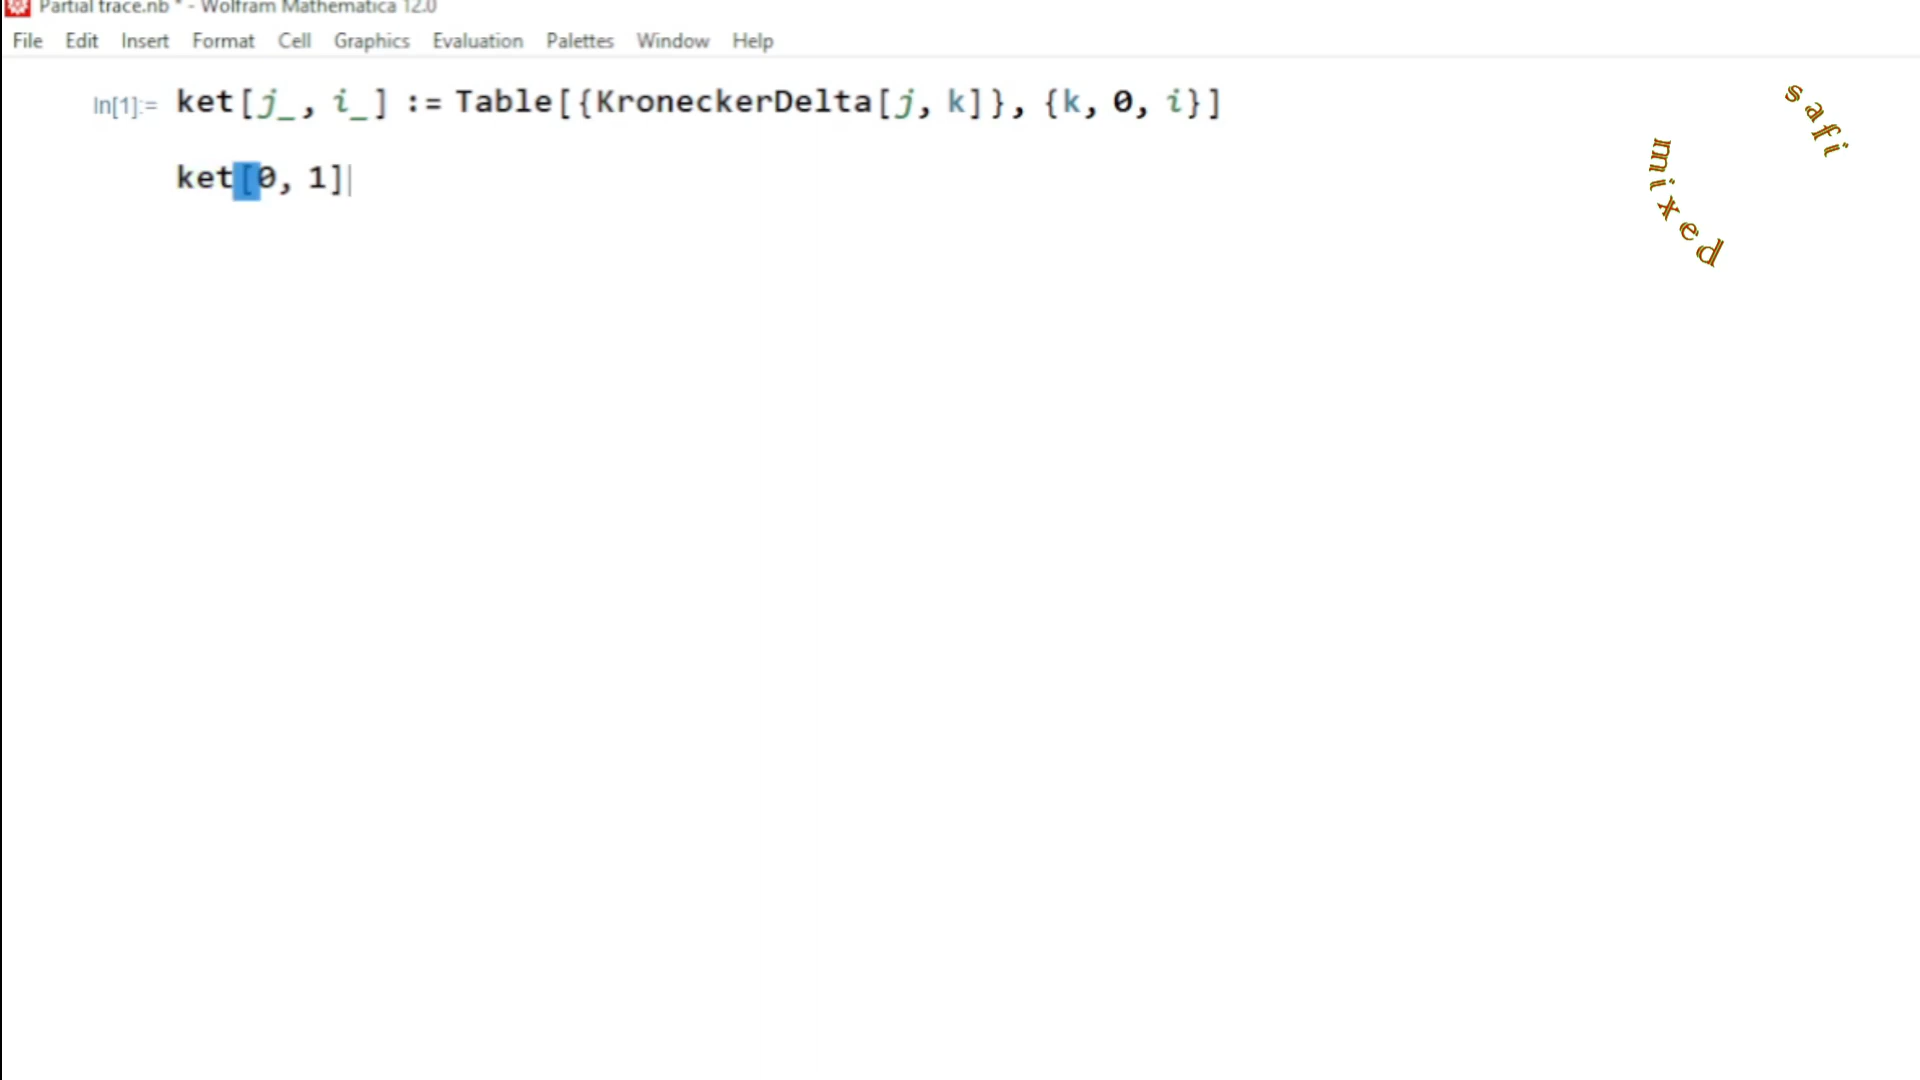 Partial trace.nb * - Wolfram Mathematica 12.0
File Edit Insert Format Cell Graphics Evaluation Palettes Window Help
In[1]:= ket[j_, i_] := Table[{KroneckerDelta[j, k]}, {k, 0, i}]
ket[0, 1]
safi
mixed